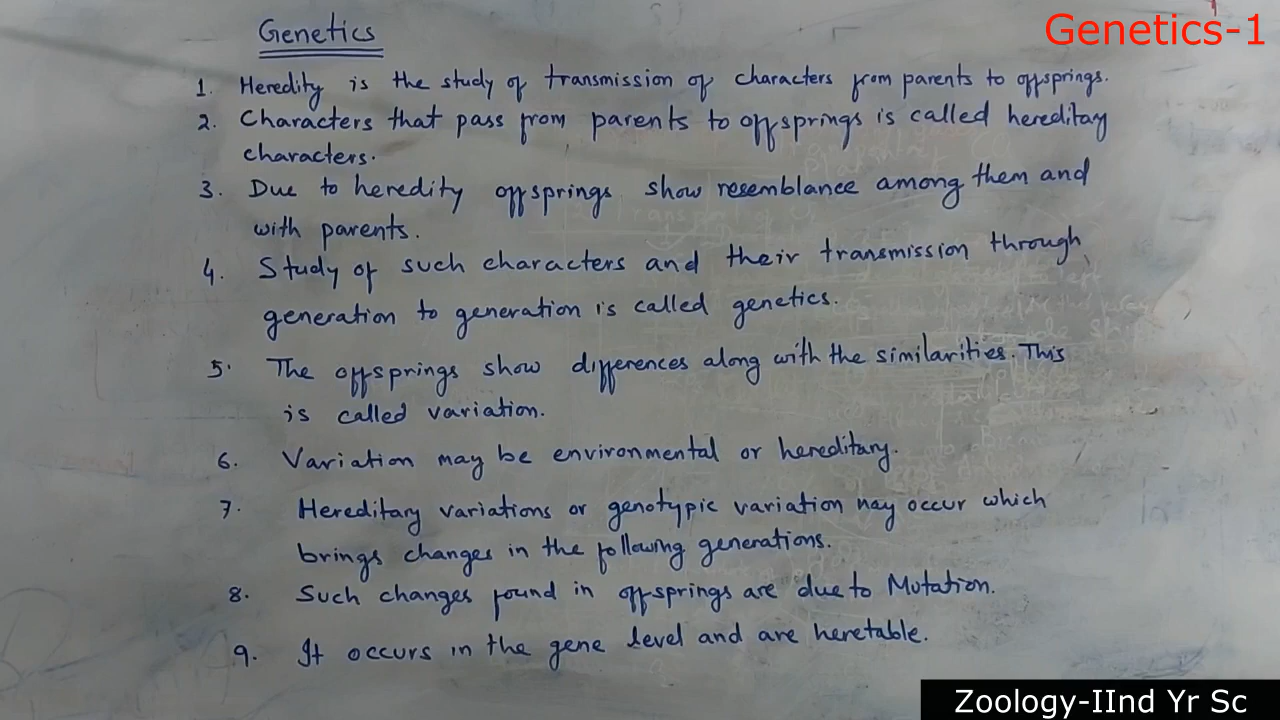 Genetics-1
Genetics
1. Heredity is the study of transmission of characters from parents to offsprings.
2. Characters that pass from parents to offsprings is called hereditary
characters.
3. Due to heredity offsprings show resemblance among them and
with parents.
4. Study of such characters and their transmission through
generation to generation is called genetics.
5. The offsprings show differences along with the similarities. This
is called variation.
6. Variation may be environmental or hereditary.
7. Hereditary variations or genotypic variation may occur which
brings changes in the following generations.
8. Such changes found in offsprings are due to Mutation.
9. It occurs in the gene level and are heretable.
Zoology-IInd Yr Sc